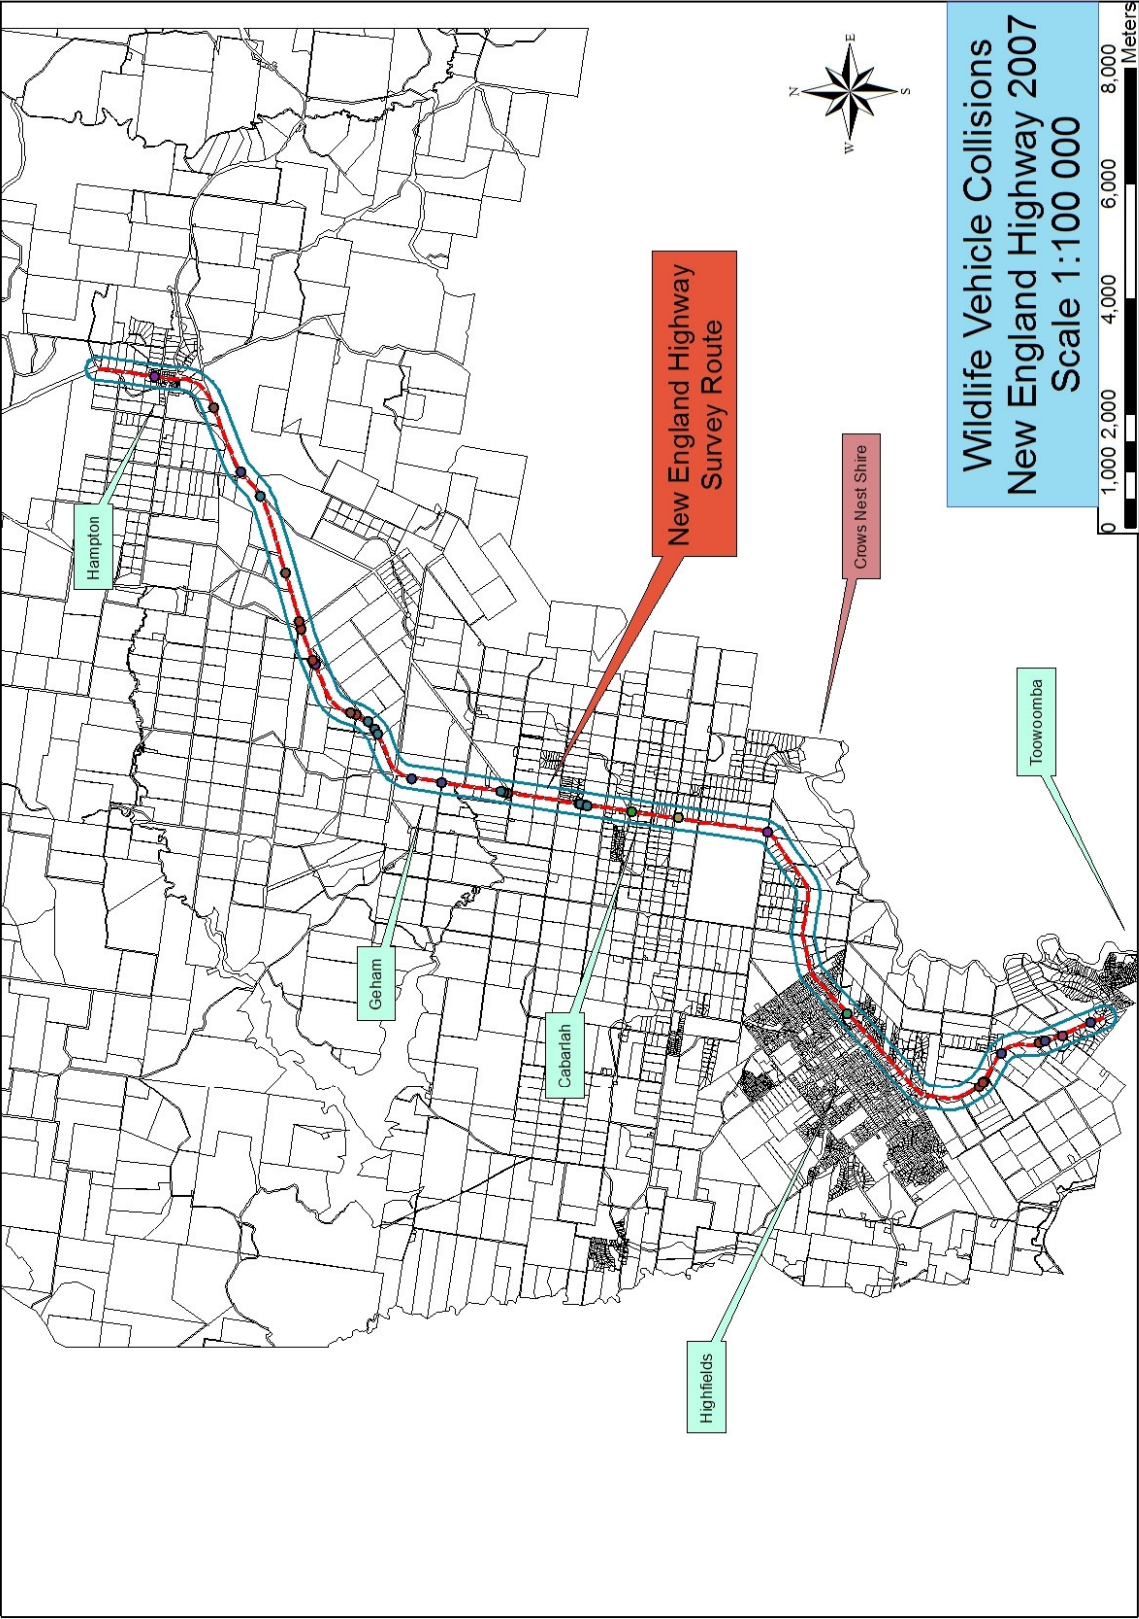 Hampton
Geham
Cabarlah
Highfields
New England Highway
Survey Route
Crows Nest Shire
Toowoomba
N
E
S
W
Wildlife Vehicle Collisions
New England Highway 2007
Scale 1:100 000
0 1,000 2,000 4,000 6,000 8,000
Meters